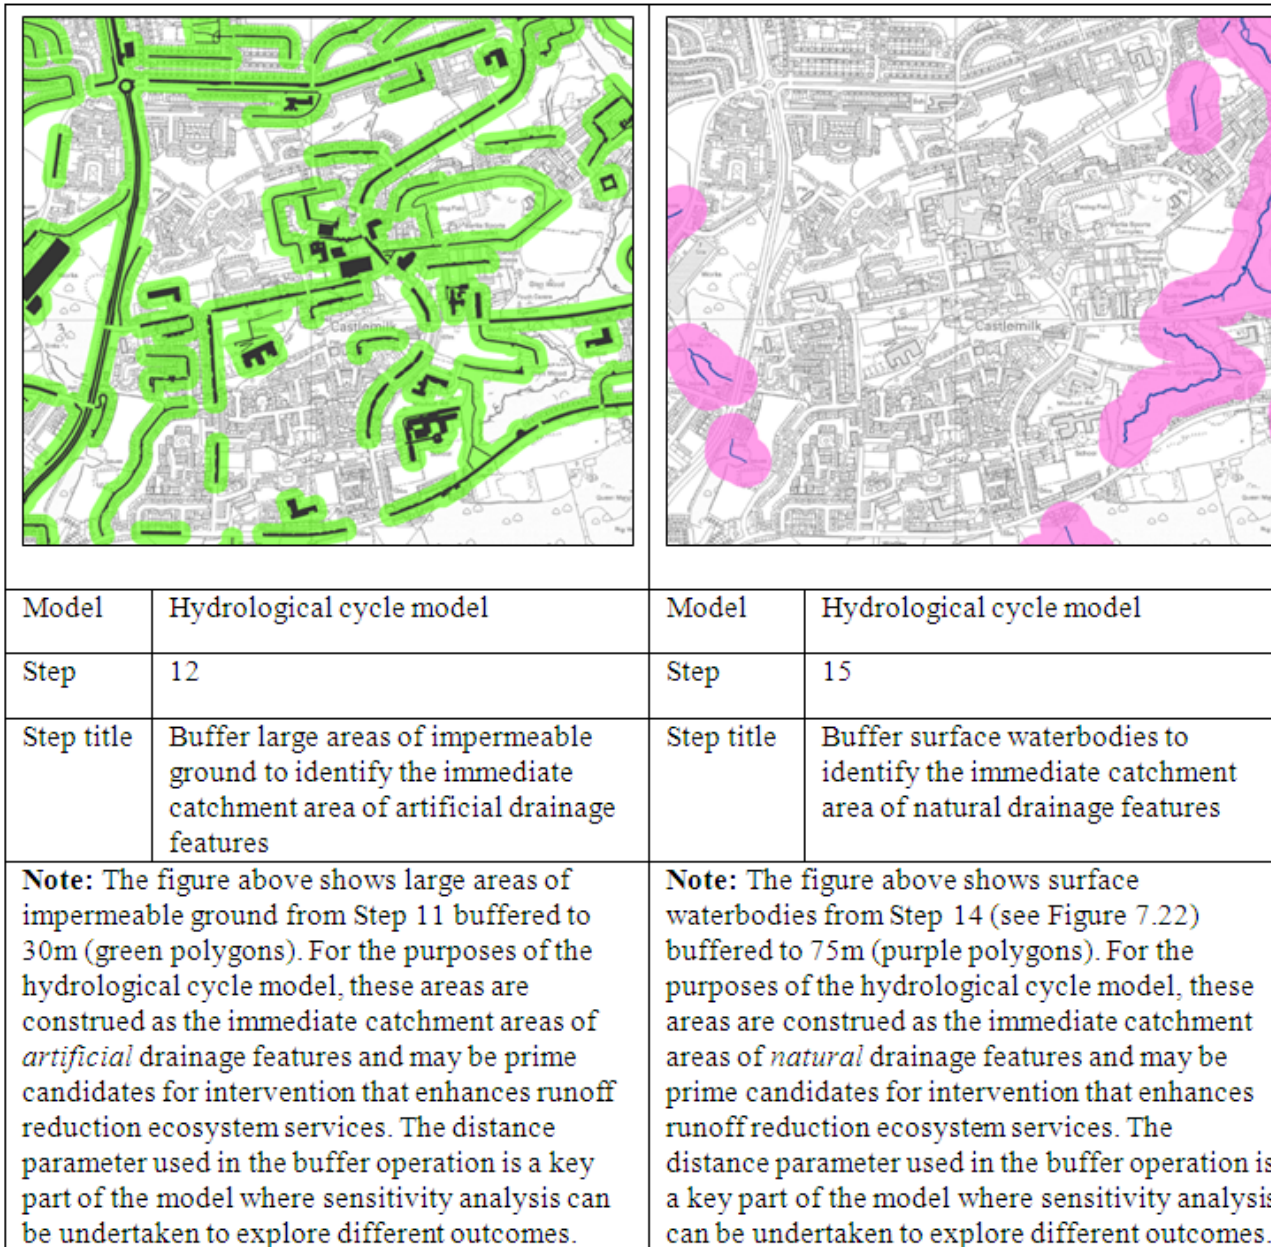 Castlemilk
School
Works
Castlemilk
School
School
Model
Hydrological cycle model
Step
12
Step title
Buffer large areas of impermeable
ground to identify the immediate
catchment area of artificial drainage
features
Note: The figure above shows large areas of
impermeable ground from Step 11 buffered to
30m (green polygons). For the purposes of the
hydrological cycle model, these areas are
construed as the immediate catchment areas of
artificial drainage features and may be prime
candidates for intervention that enhances runoff
reduction ecosystem services. The distance
parameter used in the buffer operation is a key
part of the model where sensitivity analysis can
be undertaken to explore different outcomes.
Model
Hydrological cycle model
Step
15
Step title
Buffer surface waterbodies to
identify the immediate catchment
area of natural drainage features
Note: The figure above shows surface
waterbodies from Step 14 (see Figure 7.22)
buffered to 75m (purple polygons). For the
purposes of the hydrological cycle model, these
areas are construed as the immediate catchment
areas of natural drainage features and may be
prime candidates for intervention that enhances
runoff reduction ecosystem services. The
distance parameter used in the buffer operation is
a key part of the model where sensitivity analysis
can be undertaken to explore different outcomes.